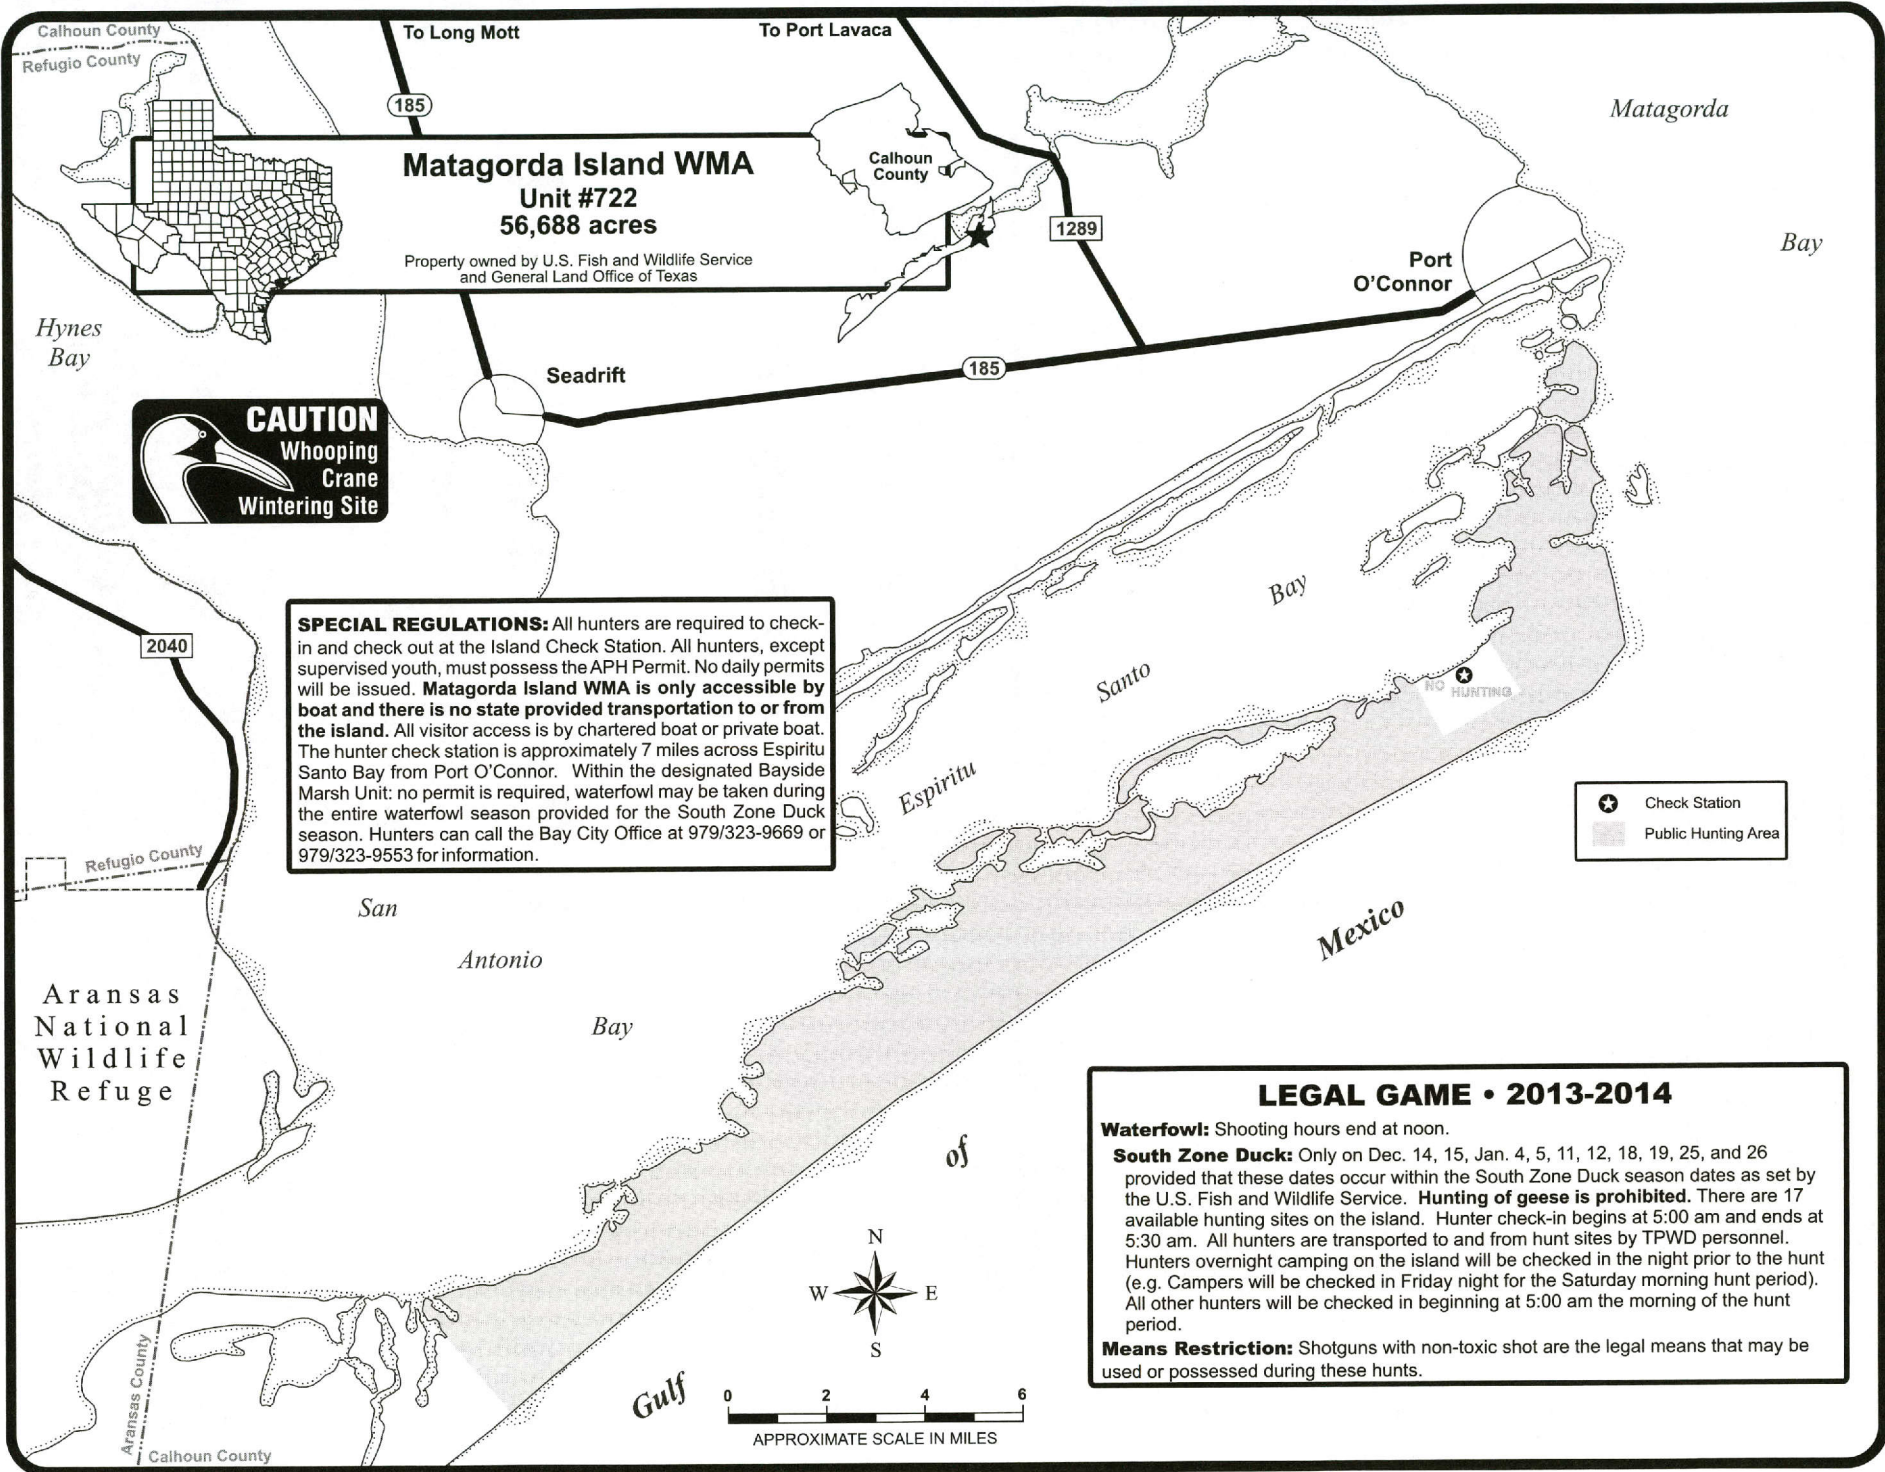 Calhoun County
Refugio County
To Long Mott
To Port Lavaca
185
Matagorda
Bay
Matagorda Island WMA
Unit #722
56,688 acres
Property owned by U.S. Fish and Wildlife Service
and General Land Office of Texas
Calhoun
County
1289
Port
O'Connor
Hynes
Bay
Seadrift
185
CAUTION
Whooping
Crane
Wintering Site
2040
SPECIAL REGULATIONS: All hunters are required to check-
in and check out at the Island Check Station. All hunters, except
supervised youth, must possess the APH Permit. No daily permits
will be issued. Matagorda Island WMA is only accessible by
boat and there is no state provided transportation to or from
the island. All visitor access is by chartered boat or private boat.
The hunter check station is approximately 7 miles across Espiritu
Santo Bay from Port O'Connor. Within the designated Bayside
Marsh Unit: no permit is required, waterfowl may be taken during
the entire waterfowl season provided for the South Zone Duck
season. Hunters can call the Bay City Office at 979/323-9669 or
979/323-9553 for information.
Espiritu
Santo
Bay
NO HUNTING
Check Station
Public Hunting Area
Refugio County
San
Antonio
Bay
Aransas
National
Wildlife
Refuge
Gulf
of
Mexico
LEGAL GAME • 2013-2014
Waterfowl: Shooting hours end at noon.
South Zone Duck: Only on Dec. 14, 15, Jan. 4, 5, 11, 12, 18, 19, 25, and 26
provided that these dates occur within the South Zone Duck season dates as set by
the U.S. Fish and Wildlife Service. Hunting of geese is prohibited. There are 17
available hunting sites on the island. Hunter check-in begins at 5:00 am and ends at
5:30 am. All hunters are transported to and from hunt sites by TPWD personnel.
Hunters overnight camping on the island will be checked in the night prior to the hunt
(e.g. Campers will be checked in Friday night for the Saturday morning hunt period).
All other hunters will be checked in beginning at 5:00 am the morning of the hunt
period.
Means Restriction: Shotguns with non-toxic shot are the legal means that may be
used or possessed during these hunts.
N
W
E
S
0 2 4 6
APPROXIMATE SCALE IN MILES
Aransas County
Calhoun County